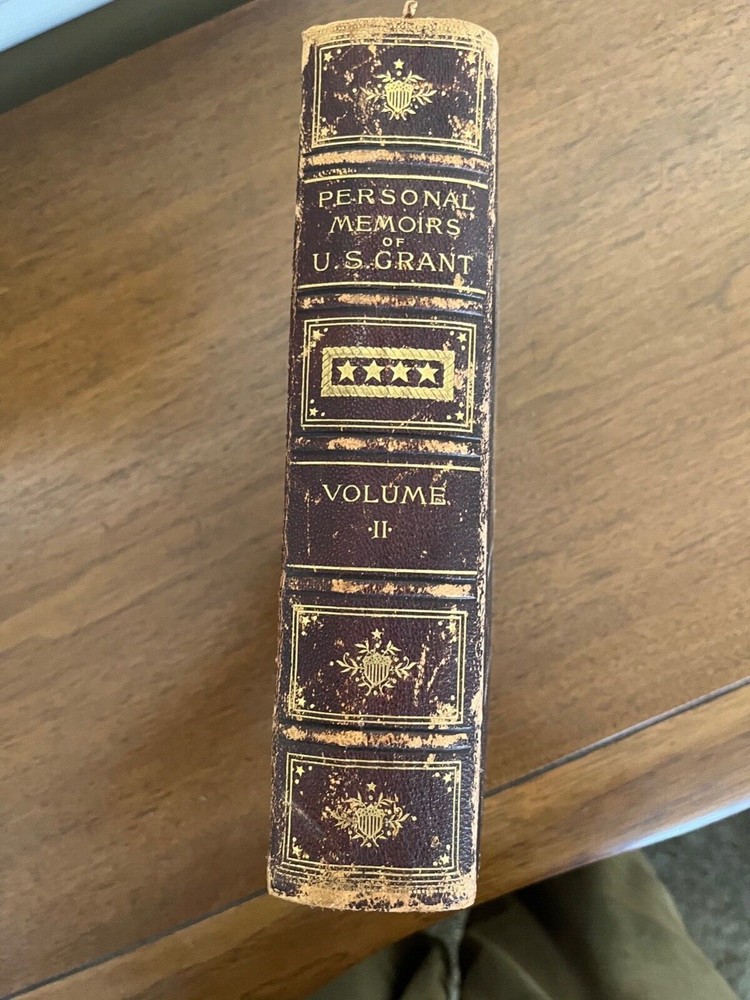 PERSONAL
MEMOIRS
OF
U.S. GRANT
VOLUME
·II·